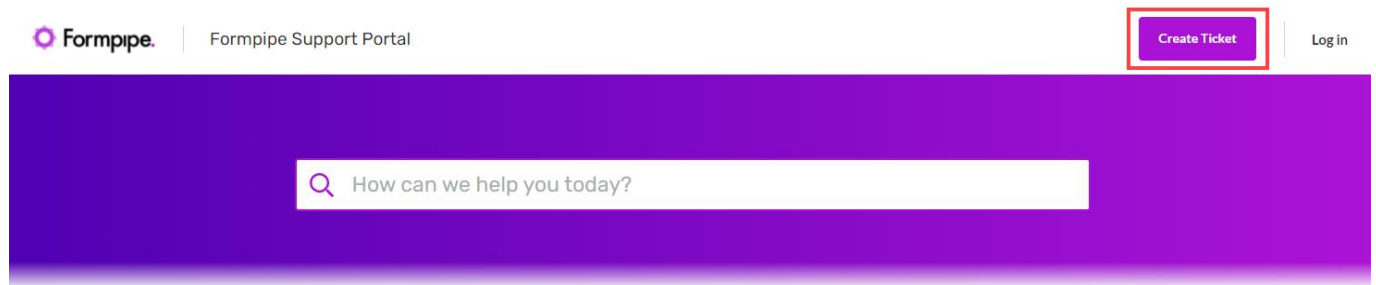 Formpipe. Formpipe Support Portal Create Ticket Log in
How can we help you today?